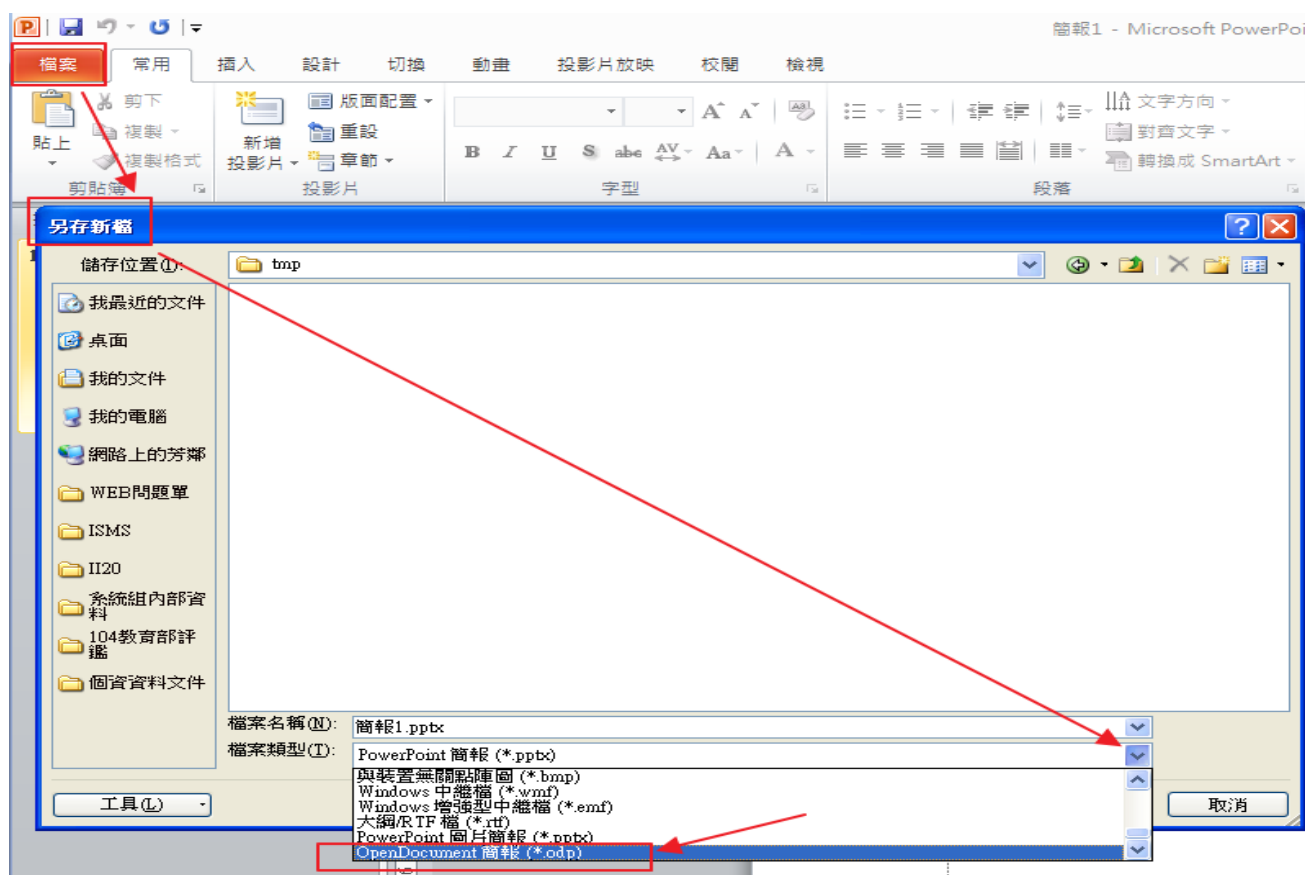 簡報1 - Microsoft PowerPoi
檔案 常用 插入 設計 切換 動畫 投影片放映 校閱 檢視
剪下 版面配置 文字方向
貼上 複製 新增投影片 重設 對齊文字
複製格式 章節 B I U S abc AV Aa A 轉換成 SmartArt
剪貼簿 投影片 字型 段落
另存新檔
儲存位置(I): tmp
我最近的文件
桌面
我的文件
我的電腦
網路上的芳鄰
WEB問題單
ISMS
II20
系統組內部資料
104教育部評鑑
個資資料文件
檔案名稱(N): 簡報1.pptx
檔案類型(T): PowerPoint 簡報 (*.pptx)
與裝置無關點陣圖 (*.bmp)
Windows 中繼檔 (*.wmf)
Windows 增強型中繼檔 (*.emf)
大綱/RTF 檔 (*.rtf)
PowerPoint 圖片簡報 (*.pptx)
OpenDocument 簡報 (*.odp)
工具(L) 取消